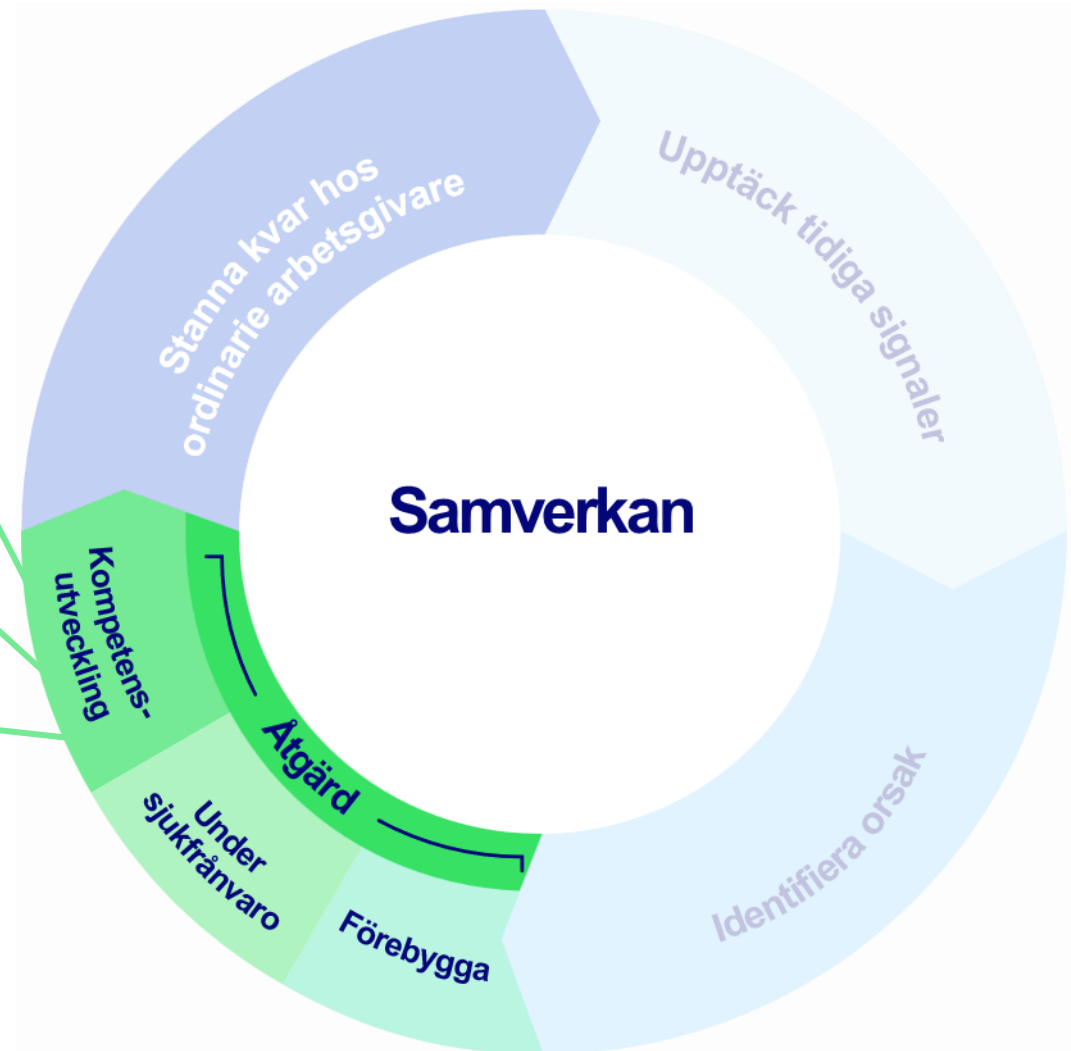 Stanna kvar hos
ordinarie arbetsgivare
Upptäck tidiga signaler
Samverkan
Kompetens-
utveckling
Åtgärd
Under
sjukfrånvaro
Förebygga
Identifiera orsak